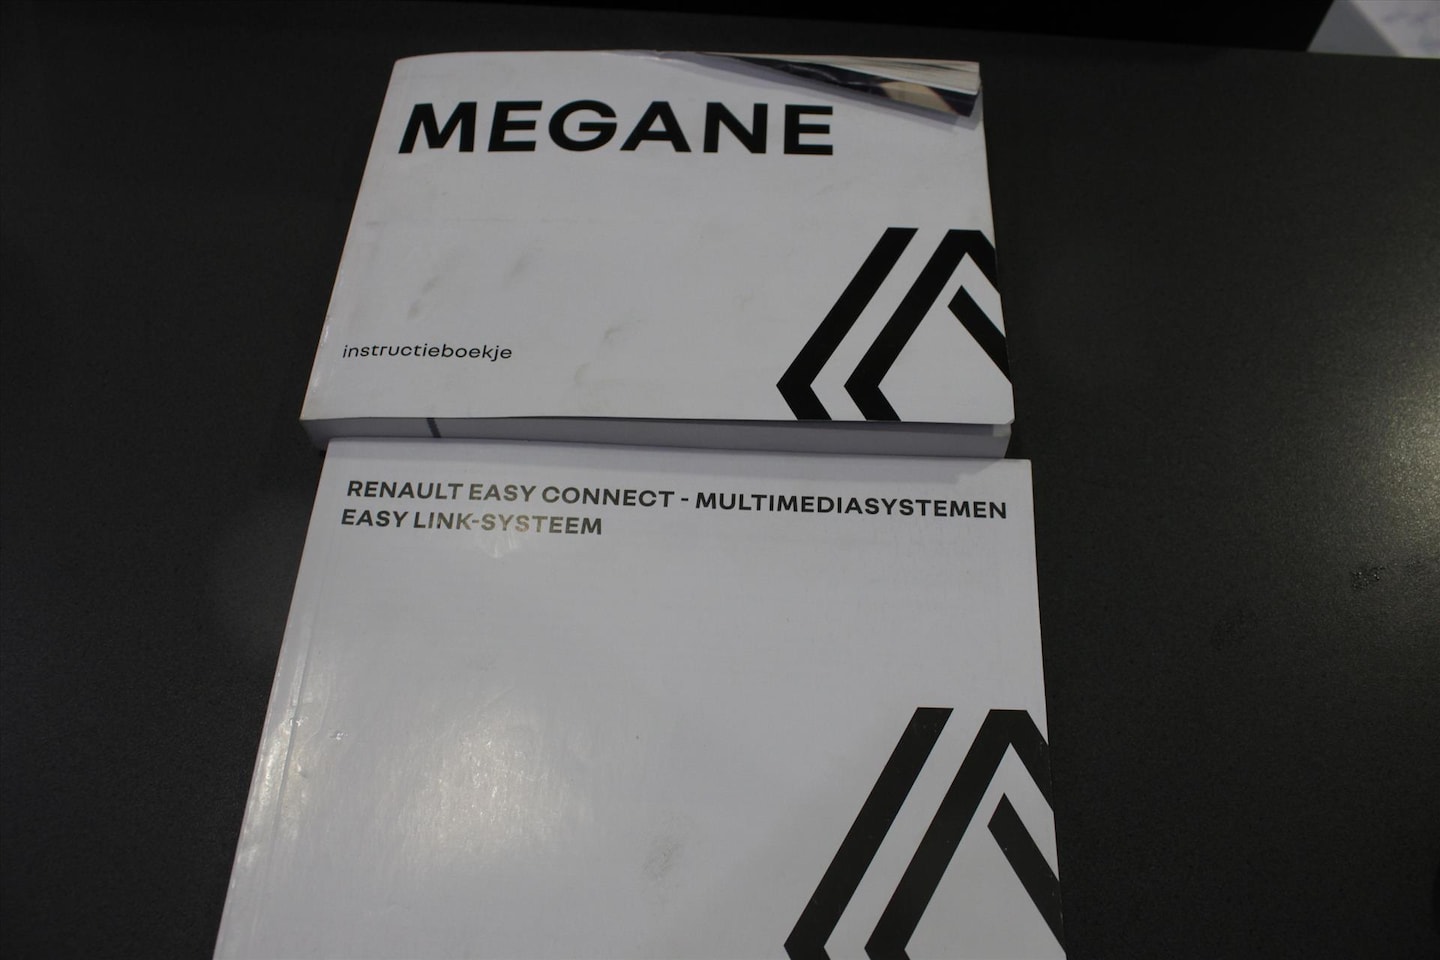 MEGANE
instructieboekje
RENAULT EASY CONNECT - MULTIMEDIASYSTEMEN
EASY LINK-SYSTEEM